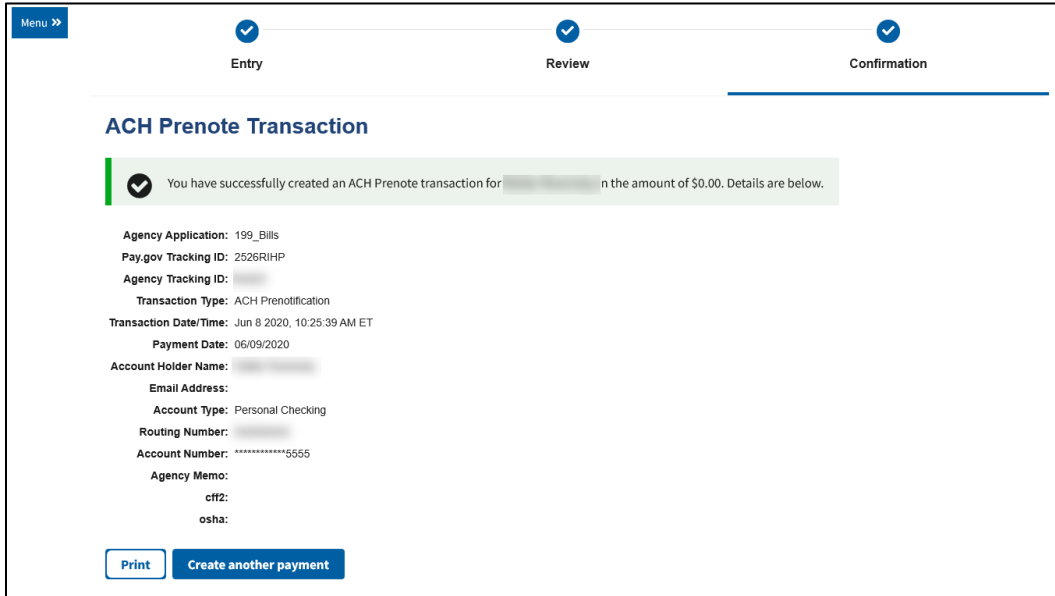 Menu »
Entry Review Confirmation
ACH Prenote Transaction
You have successfully created an ACH Prenote transaction for n the amount of $0.00. Details are below.
Agency Application: 199_Bills
Pay.gov Tracking ID: 2526RIHP
Agency Tracking ID:
Transaction Type: ACH Prenotification
Transaction Date/Time: Jun 8 2020, 10:25:39 AM ET
Payment Date: 06/09/2020
Account Holder Name:
Email Address:
Account Type: Personal Checking
Routing Number:
Account Number: ************5555
Agency Memo:
cff2:
osha:
Print Create another payment